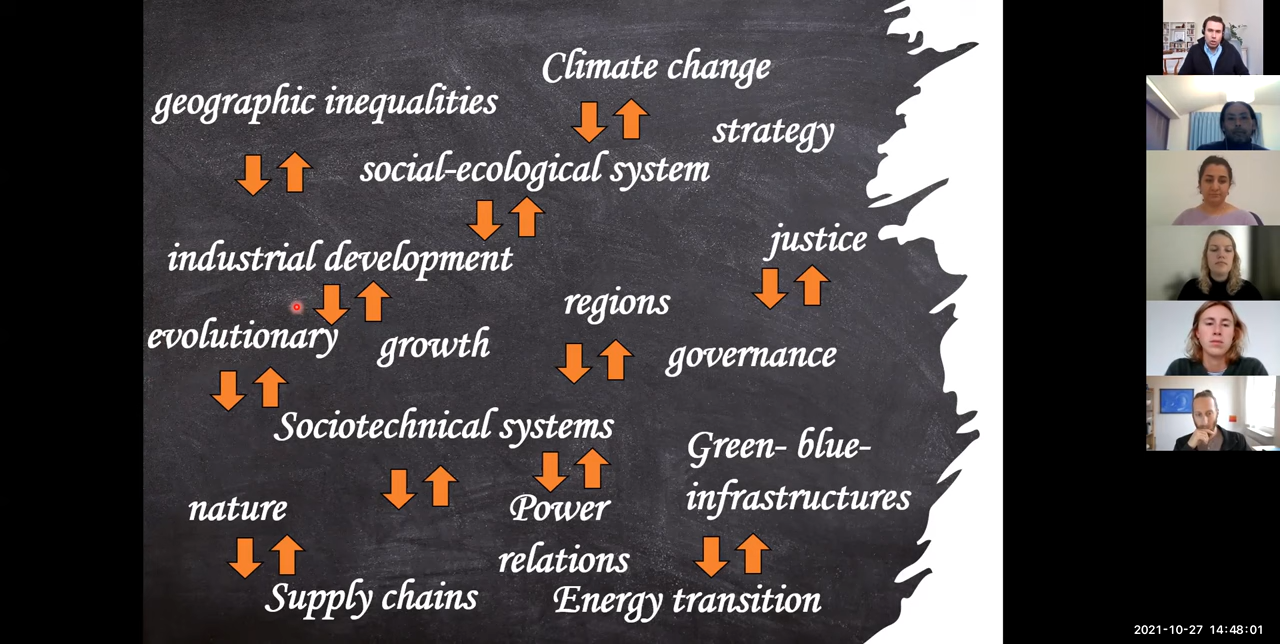 Climate change
geographic inequalities
strategy
social-ecological system
justice
industrial development
regions
evolutionary
growth
governance
Sociotechnical systems
Green- blue-
infrastructures
nature
Power
relations
Supply chains
Energy transition
2021-10-27 14:48:01